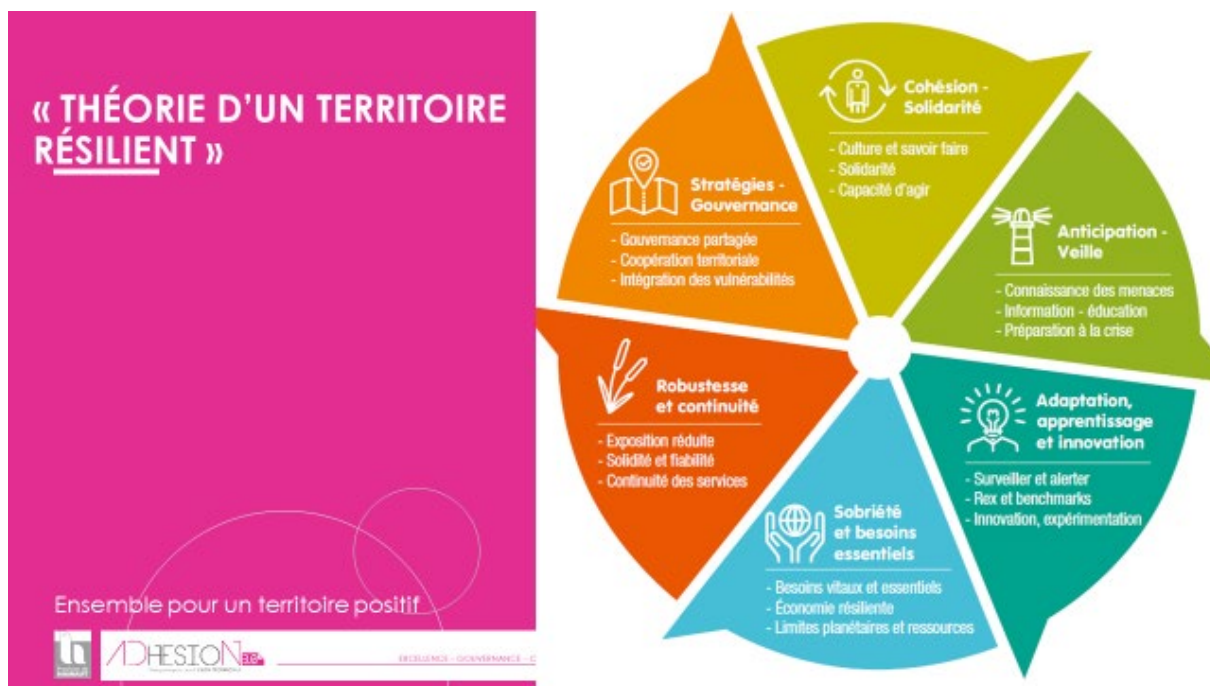 « THÉORIE D'UN TERRITOIRE
RÉSILIENT »
Ensemble pour un territoire positif
ADHESION
EXCELLENCE - GOUVERNANCE - C
Cohésion -
Solidarité
- Culture et savoir faire
- Solidarité
- Capacité d'agir
Anticipation -
Veille
- Connaissance des menaces
- Information - éducation
- Préparation à la crise
Adaptation,
apprentissage
et innovation
- Surveiller et alerter
- Rex et benchmarks
- Innovation, expérimentation
Sobriété
et besoins
essentiels
- Besoins vitaux et essentiels
- Économie résiliente
- Limites planétaires et ressources
Robustesse
et continuité
- Exposition réduite
- Solidité et fiabilité
- Continuité des services
Stratégies -
Gouvernance
- Gouvernance partagée
- Coopération territoriale
- Intégration des vulnérabilités